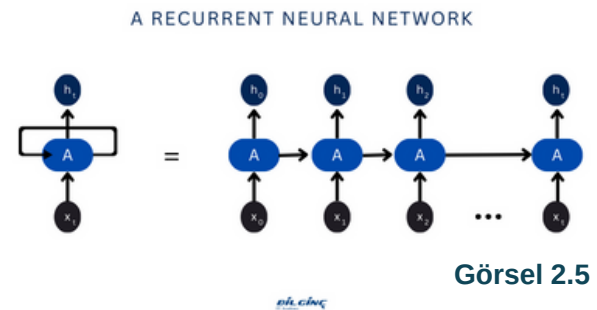 A RECURRENT NEURAL NETWORK
hₜ h₀ h₁ h₂ hₜ
A = A A A A
xₜ x₀ x₁ x₂ ... xₜ
Görsel 2.5
BİLGİNÇ